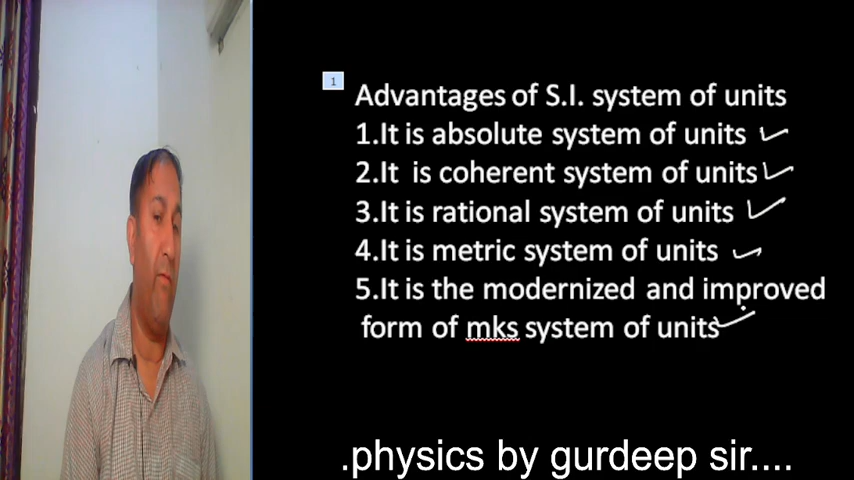 1
Advantages of S.I. system of units
1.It is absolute system of units
2.It is coherent system of units
3.It is rational system of units
4.It is metric system of units
5.It is the modernized and improved
form of mks system of units
.physics by gurdeep sir....